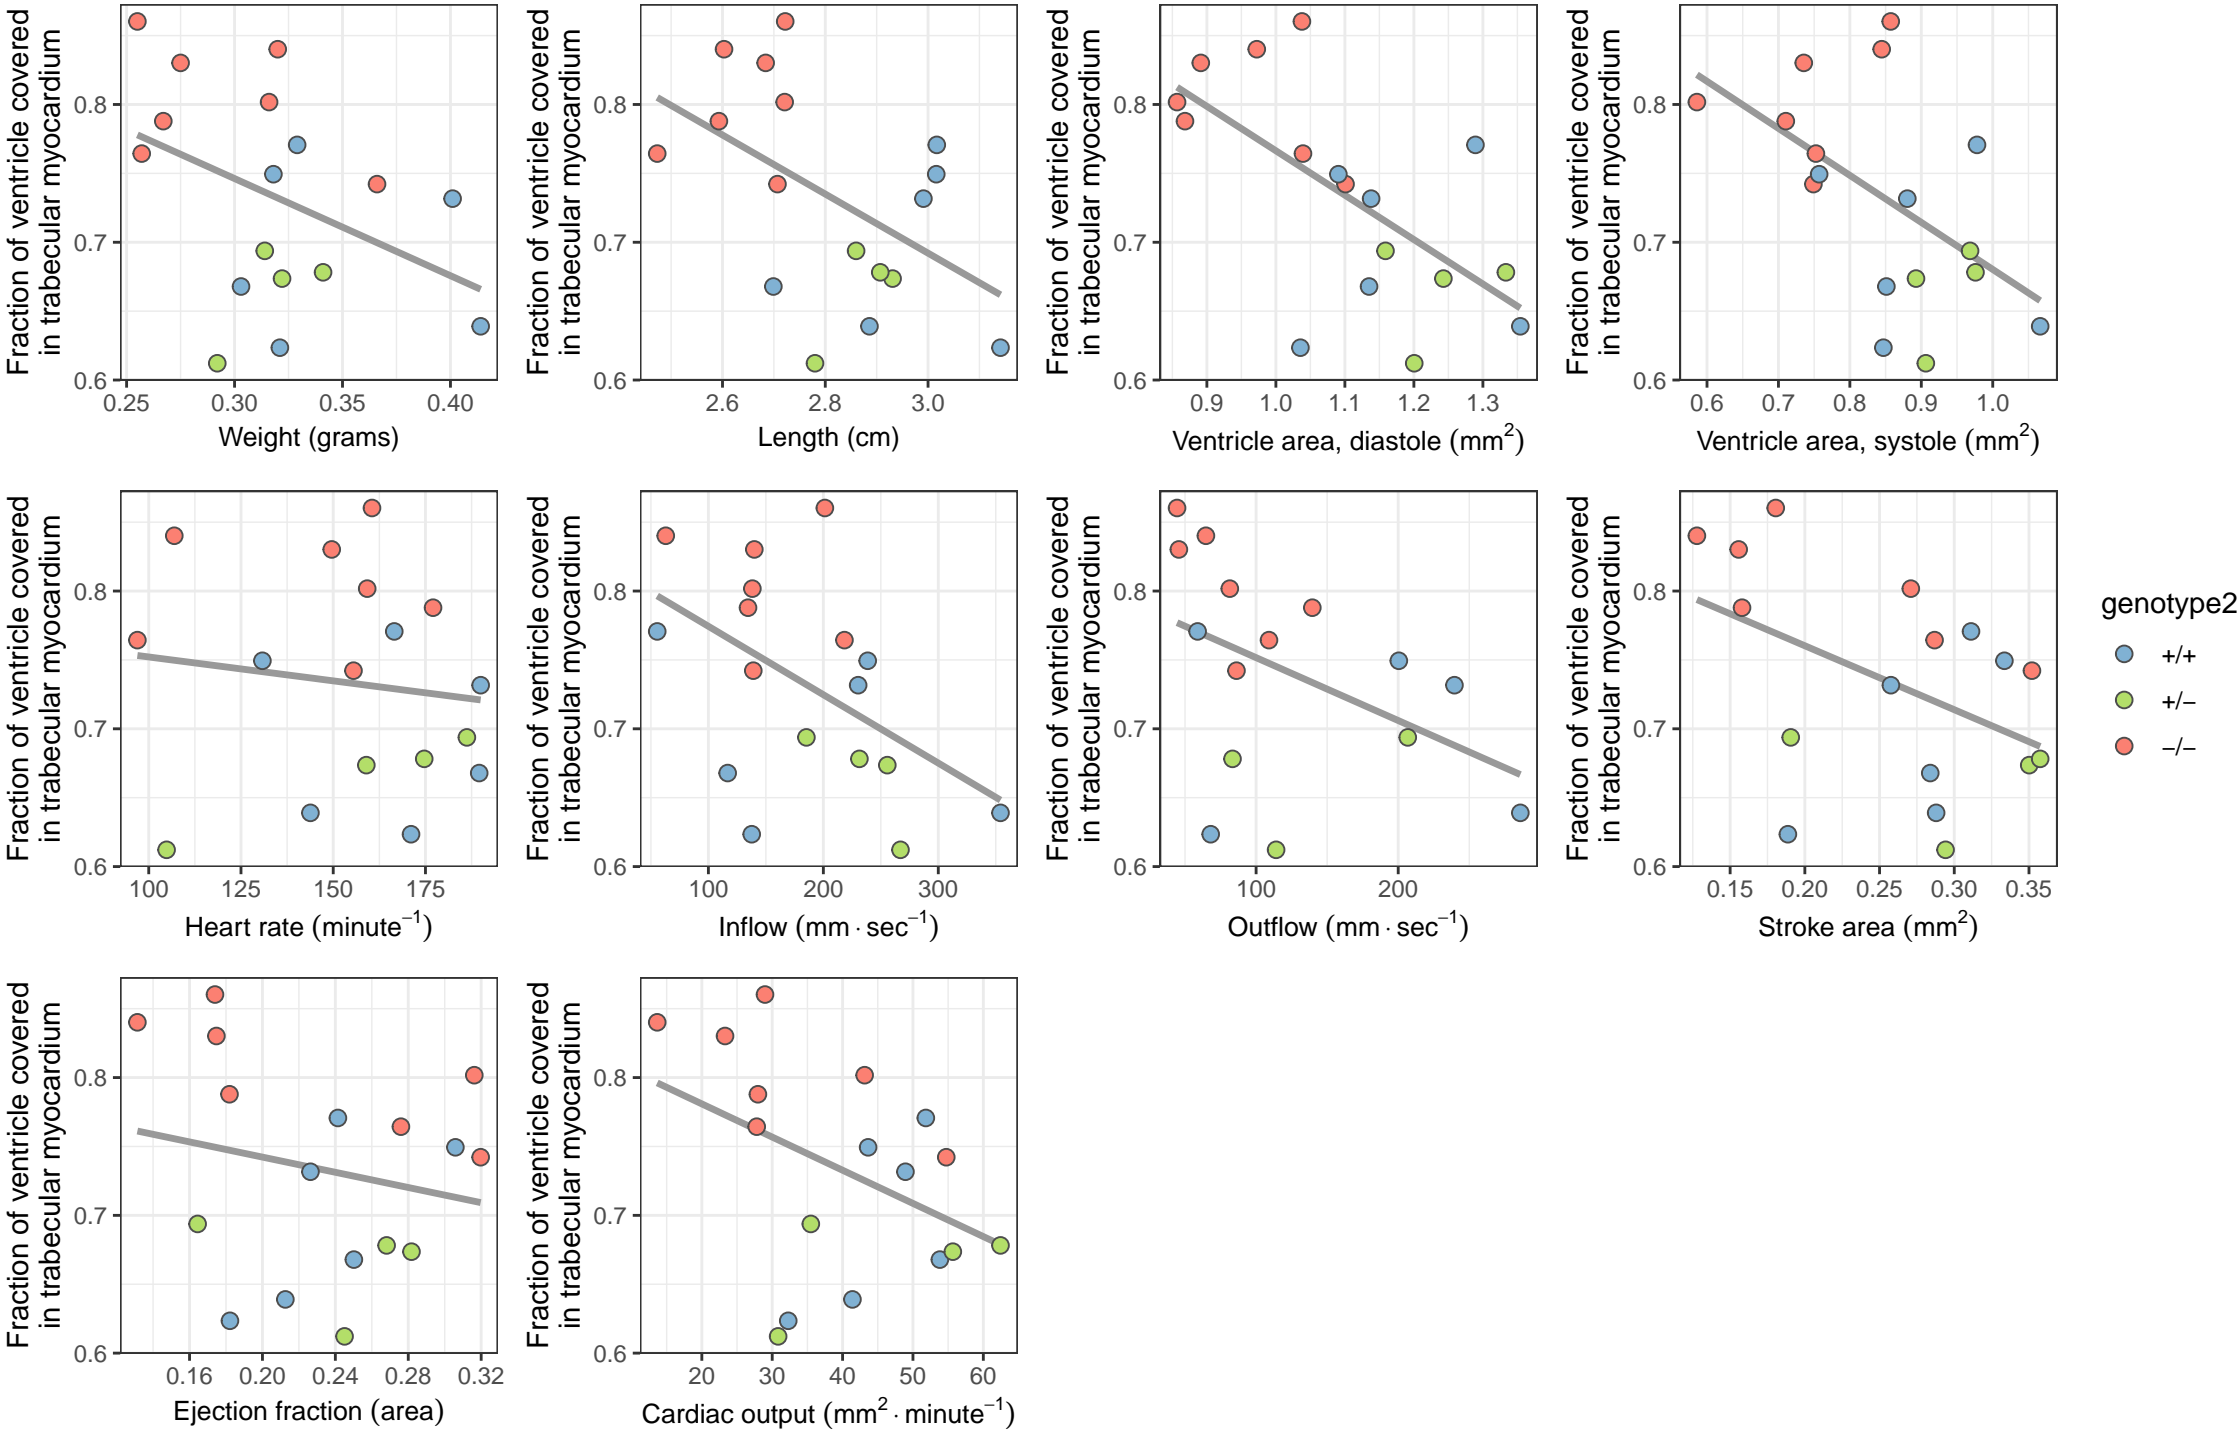 Fraction of ventricle covered
in trabecular myocardium
0.8
0.7
0.6
0.25 0.30 0.35 0.40
Weight (grams)
Fraction of ventricle covered
in trabecular myocardium
0.8
0.7
0.6
2.6 2.8 3.0
Length (cm)
Fraction of ventricle covered
in trabecular myocardium
0.8
0.7
0.6
0.9 1.0 1.1 1.2 1.3
Ventricle area, diastole (mm²)
Fraction of ventricle covered
in trabecular myocardium
0.8
0.7
0.6
0.6 0.7 0.8 0.9 1.0
Ventricle area, systole (mm²)
Fraction of ventricle covered
in trabecular myocardium
0.8
0.7
0.6
100 125 150 175
Heart rate (minute⁻¹)
Fraction of ventricle covered
in trabecular myocardium
0.8
0.7
0.6
100 200 300
Inflow (mm · sec⁻¹)
Fraction of ventricle covered
in trabecular myocardium
0.8
0.7
0.6
100 200
Outflow (mm · sec⁻¹)
Fraction of ventricle covered
in trabecular myocardium
0.8
0.7
0.6
0.15 0.20 0.25 0.30 0.35
Stroke area (mm²)
genotype2
+/+
+/−
−/−
Fraction of ventricle covered
in trabecular myocardium
0.8
0.7
0.6
0.16 0.20 0.24 0.28 0.32
Ejection fraction (area)
Fraction of ventricle covered
in trabecular myocardium
0.8
0.7
0.6
20 30 40 50 60
Cardiac output (mm² · minute⁻¹)